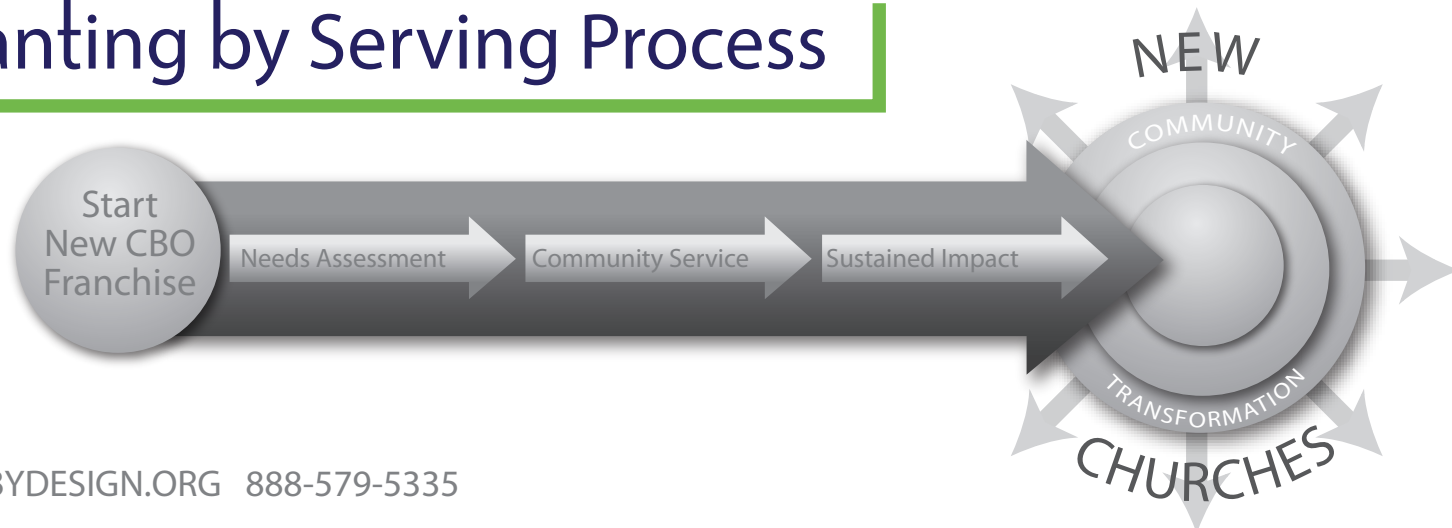 anting by Serving Process
NEW
COMMUNITY
Start
New CBO
Franchise
Needs Assessment
Community Service
Sustained Impact
TRANSFORMATION
CHURCHES
BYDESIGN.ORG 888-579-5335